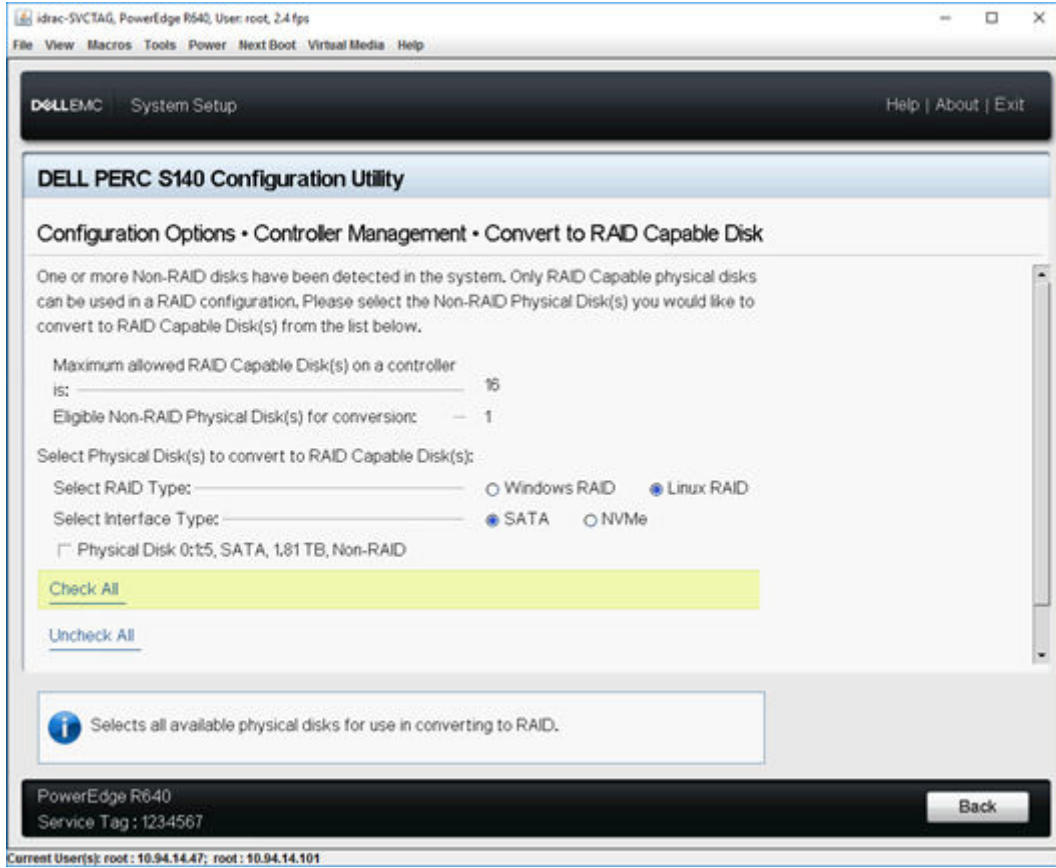 idrac-SVCTAG, PowerEdge R640, User: root, 2.4 fps
File View Macros Tools Power Next Boot Virtual Media Help
DELLEMC System Setup Help | About | Exit
DELL PERC S140 Configuration Utility
Configuration Options • Controller Management • Convert to RAID Capable Disk
One or more Non-RAID disks have been detected in the system. Only RAID Capable physical disks
can be used in a RAID configuration. Please select the Non-RAID Physical Disk(s) you would like to
convert to RAID Capable Disk(s) from the list below.
Maximum allowed RAID Capable Disk(s) on a controller
is: 16
Eligible Non-RAID Physical Disk(s) for conversion: 1
Select Physical Disk(s) to convert to RAID Capable Disk(s):
Select RAID Type: Windows RAID Linux RAID
Select Interface Type: SATA NVMe
Physical Disk 0:1:5, SATA, 1.81 TB, Non-RAID
Check All
Uncheck All
Selects all available physical disks for use in converting to RAID.
PowerEdge R640
Service Tag : 1234567
Back
Current User(s): root : 10.94.14.47; root : 10.94.14.101